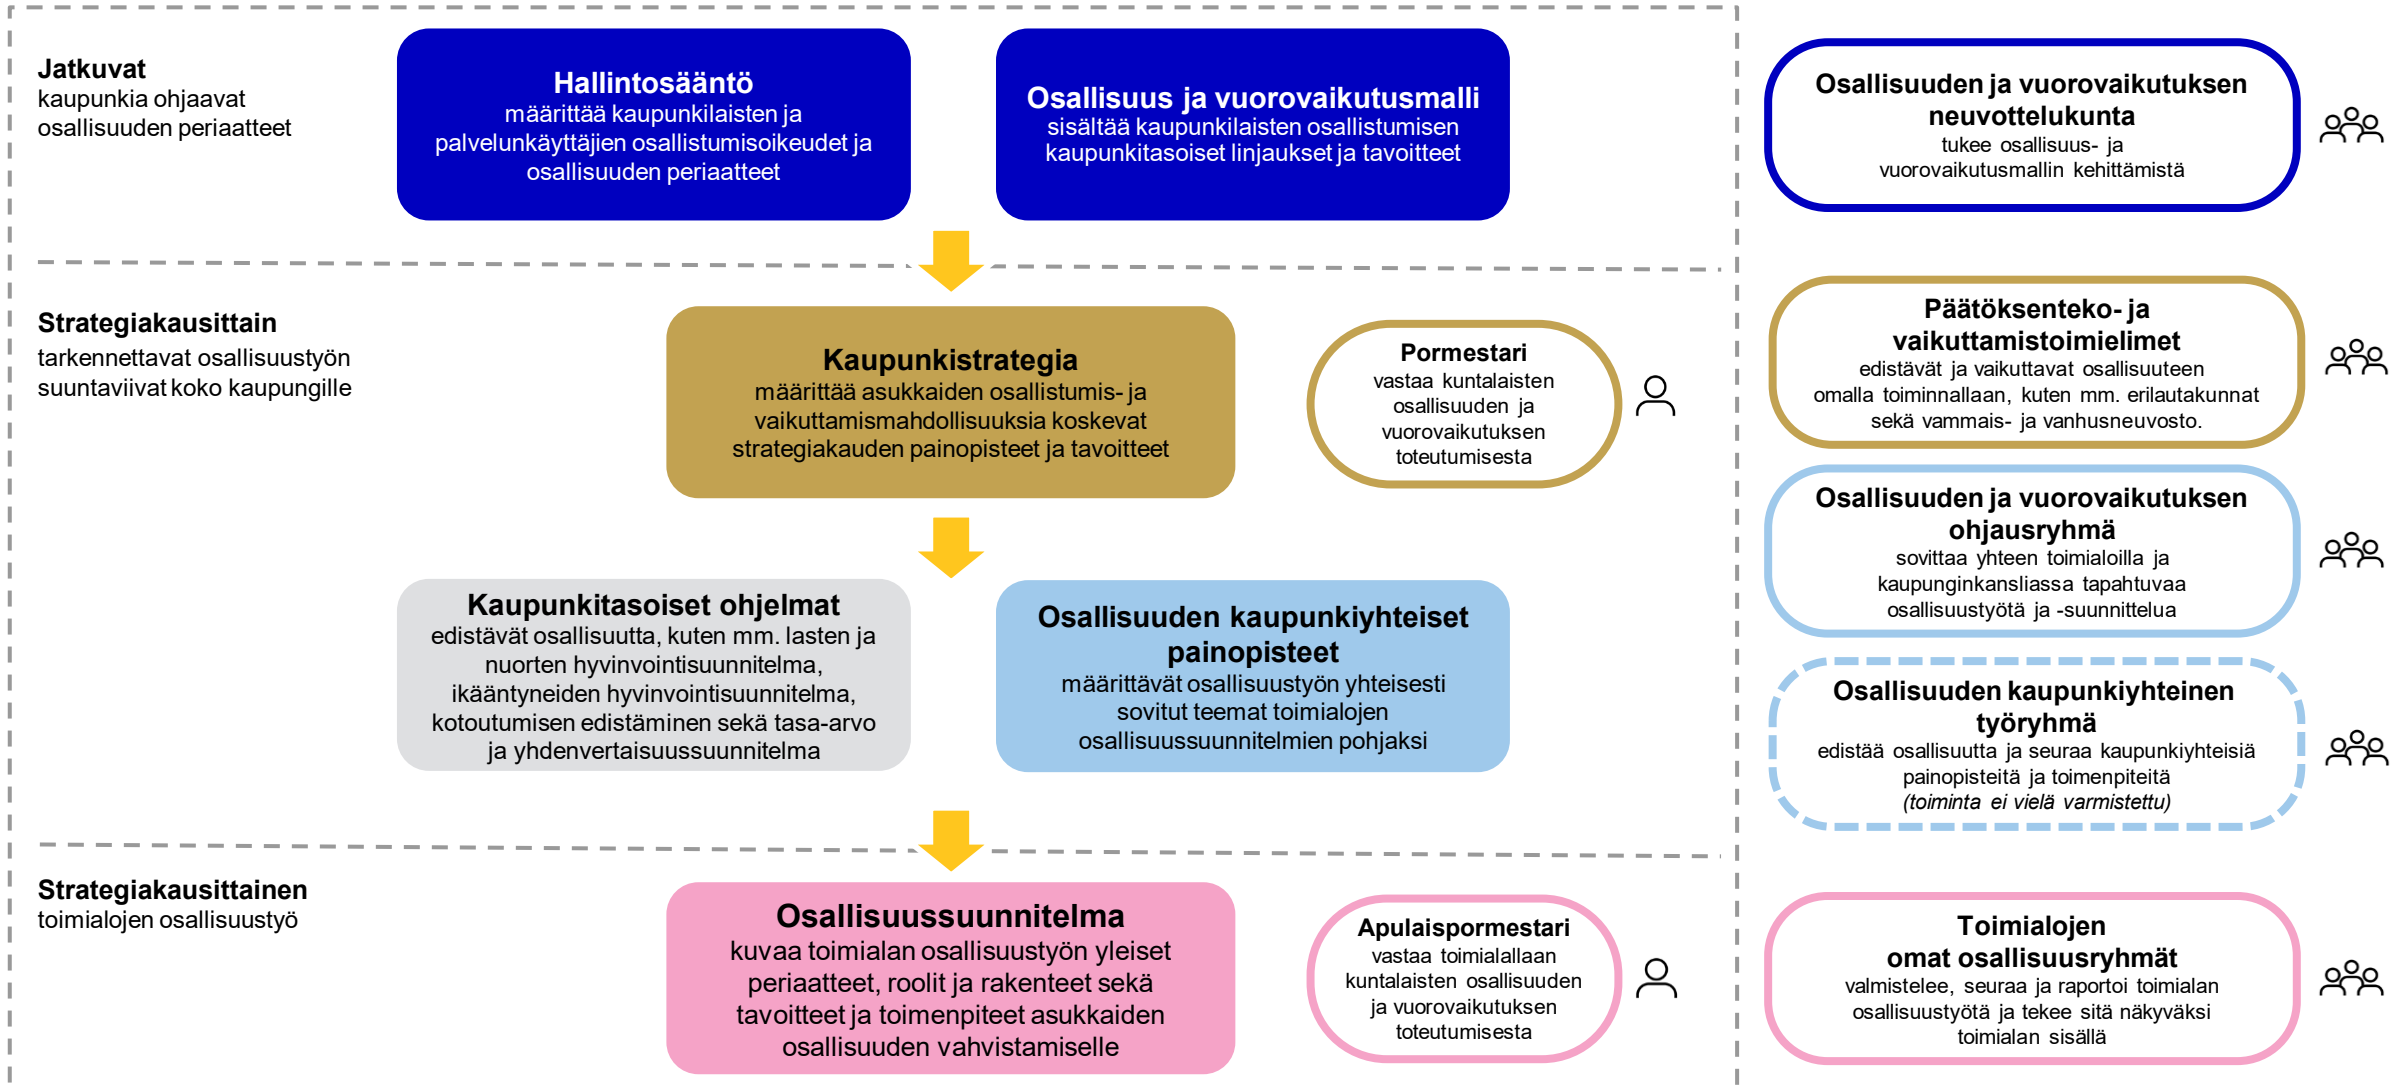 Jatkuvat
kaupunkia ohjaavat
osallisuuden periaatteet
Hallintosääntö
määrittää kaupunkilaisten ja
palvelunkäyttäjien osallistumisoikeudet ja
osallisuuden periaatteet
Osallisuus ja vuorovaikutusmalli
sisältää kaupunkilaisten osallistumisen
kaupunkitasoiset linjaukset ja tavoitteet
Osallisuuden ja vuorovaikutuksen
neuvottelukunta
tukee osallisuus- ja
vuorovaikutusmallin kehittämistä
Strategiakausittain
tarkennettavat osallisuustyön
suuntaviivat koko kaupungille
Kaupunkistrategia
määrittää asukkaiden osallistumis- ja
vaikuttamismahdollisuuksia koskevat
strategiakauden painopisteet ja tavoitteet
Pormestari
vastaa kuntalaisten
osallisuuden ja
vuorovaikutuksen
toteutumisesta
Päätöksenteko- ja
vaikuttamistoimielimet
edistävät ja vaikuttavat osallisuuteen
omalla toiminnallaan, kuten mm. erilautakunnat
sekä vammais- ja vanhusneuvosto.
Osallisuuden ja vuorovaikutuksen
ohjausryhmä
sovittaa yhteen toimialoilla ja
kaupunginkansliassa tapahtuvaa
osallisuustyötä ja -suunnittelua
Kaupunkitasoiset ohjelmat
edistävät osallisuutta, kuten mm. lasten ja
nuorten hyvinvointisuunnitelma,
ikääntyneiden hyvinvointisuunnitelma,
kotoutumisen edistäminen sekä tasa-arvo
ja yhdenvertaisuussuunnitelma
Osallisuuden kaupunkiyhteiset
painopisteet
määrittävät osallisuustyön yhteisesti
sovitut teemat toimialojen
osallisuussuunnitelmien pohjaksi
Osallisuuden kaupunkiyhteinen
työryhmä
edistää osallisuutta ja seuraa kaupunkiyhteisiä
painopisteitä ja toimenpiteitä
(toiminta ei vielä varmistettu)
Strategiakausittainen
toimialojen osallisuustyö
Osallisuussuunnitelma
kuvaa toimialan osallisuustyön yleiset
periaatteet, roolit ja rakenteet sekä
tavoitteet ja toimenpiteet asukkaiden
osallisuuden vahvistamiselle
Apulaispormestari
vastaa toimialallaan
kuntalaisten osallisuuden
ja vuorovaikutuksen
toteutumisesta
Toimialojen
omat osallisuusryhmät
valmistelee, seuraa ja raportoi toimialan
osallisuustyötä ja tekee sitä näkyväksi
toimialan sisällä